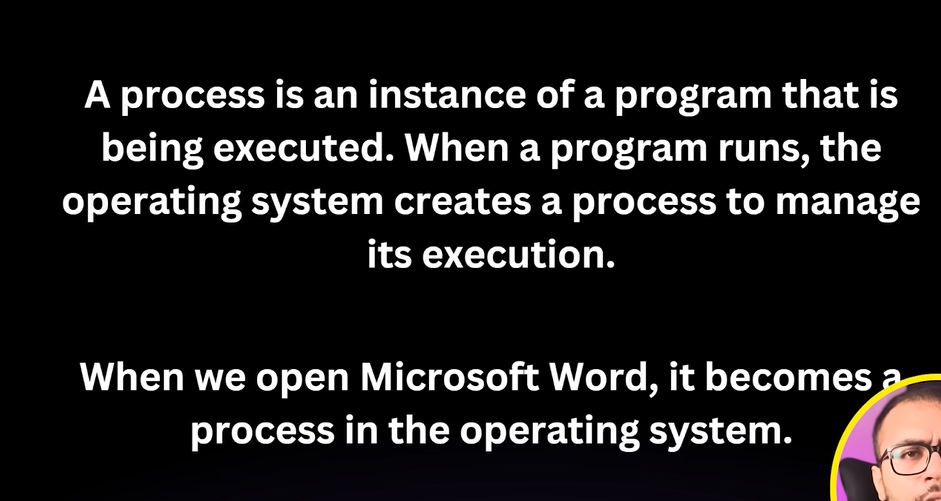 A process is an instance of a program that is
being executed. When a program runs, the
operating system creates a process to manage
its execution.
When we open Microsoft Word, it becomes a
process in the operating system.